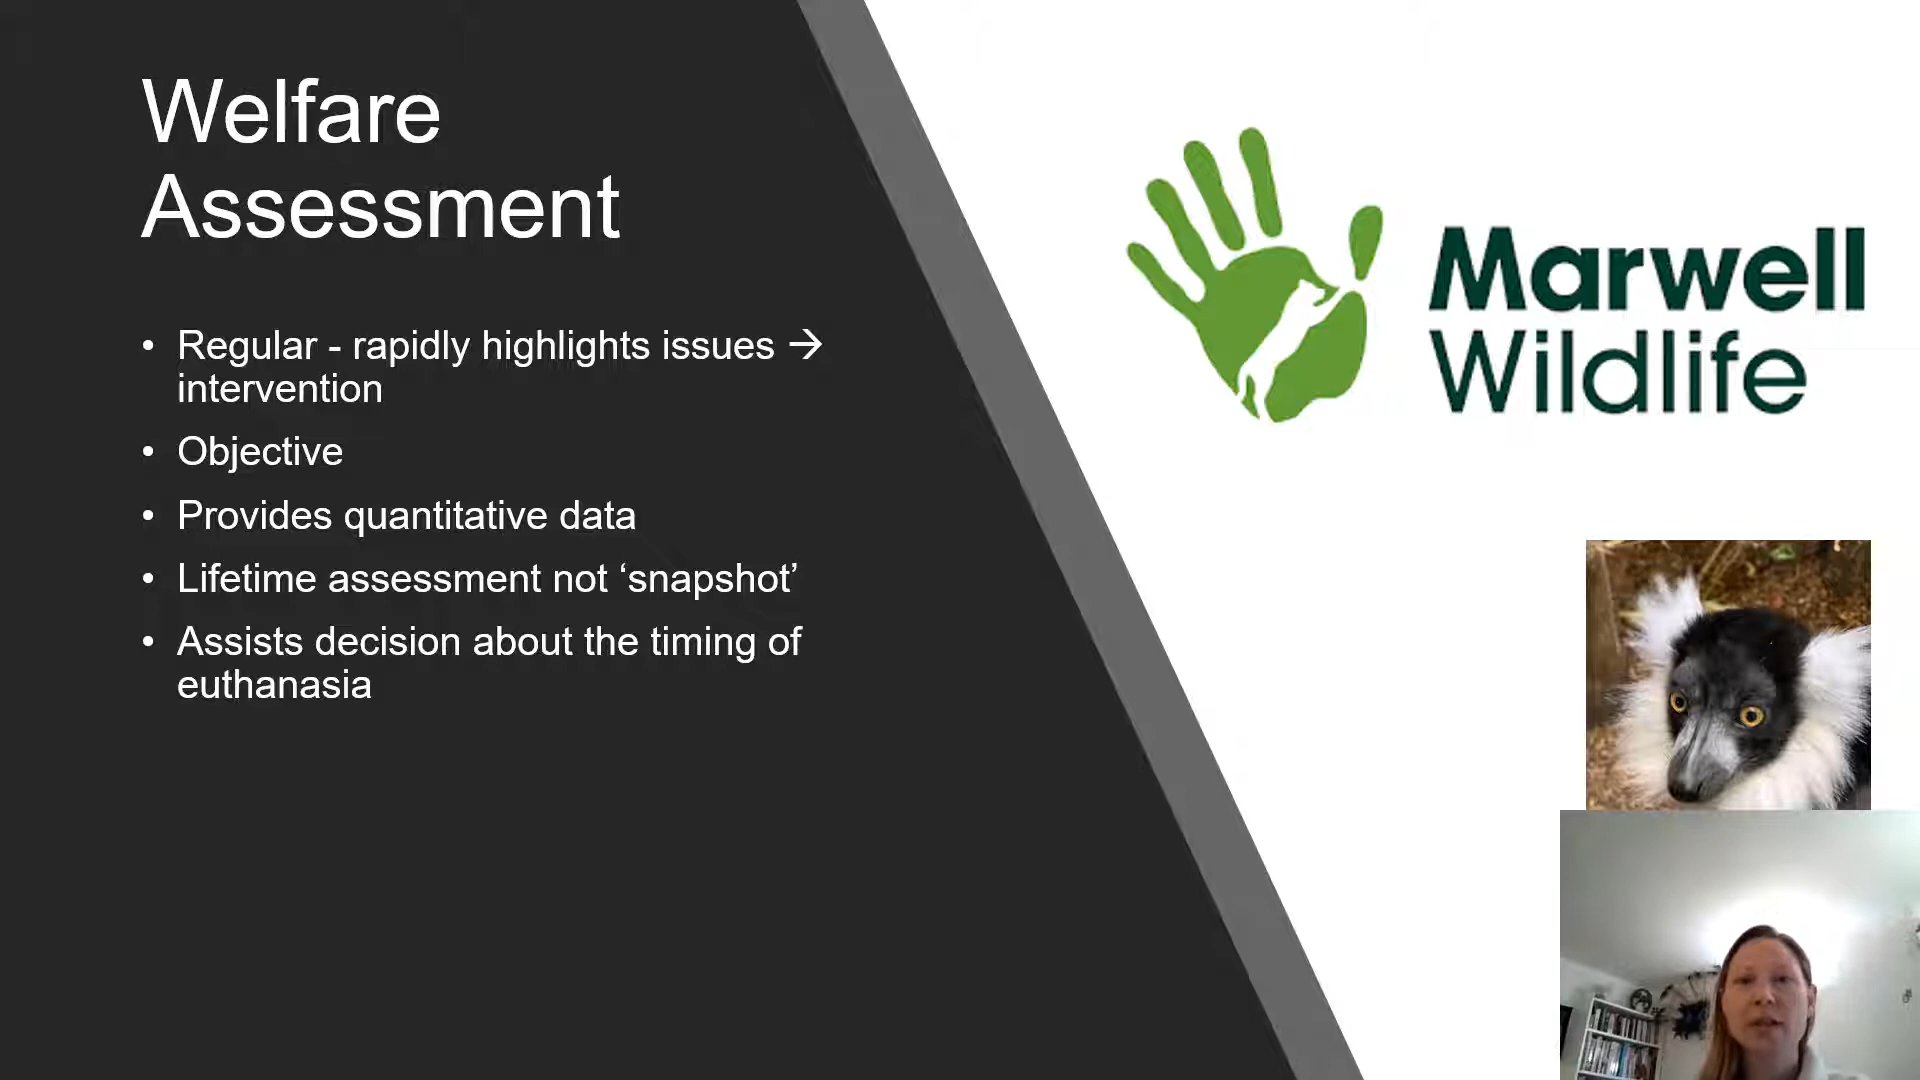 Welfare
Assessment
• Regular - rapidly highlights issues →
intervention
• Objective
• Provides quantitative data
• Lifetime assessment not ‘snapshot’
• Assists decision about the timing of
euthanasia
Marwell
Wildlife